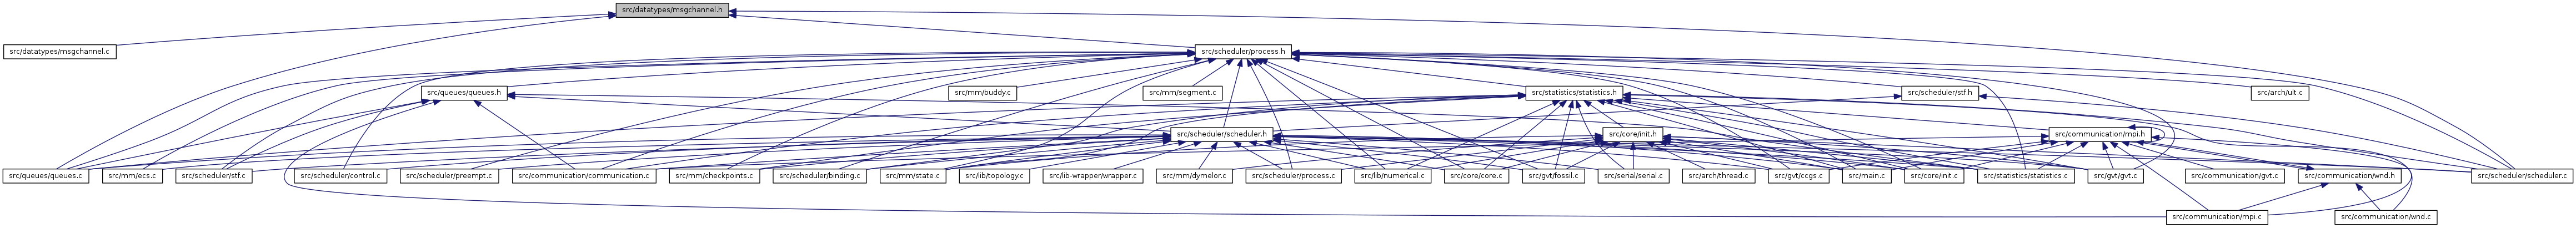 src/datatypes/msgchannel.h
src/datatypes/msgchannel.c
src/scheduler/process.h
src/queues/queues.h
src/mm/buddy.c
src/mm/segment.c
src/statistics/statistics.h
src/scheduler/stf.h
src/arch/ult.c
src/scheduler/scheduler.h
src/core/init.h
src/communication/mpi.h
src/queues/queues.c
src/mm/ecs.c
src/scheduler/stf.c
src/scheduler/control.c
src/scheduler/preempt.c
src/communication/communication.c
src/mm/checkpoints.c
src/scheduler/binding.c
src/mm/state.c
src/lib/topology.c
src/lib-wrapper/wrapper.c
src/mm/dymelor.c
src/scheduler/process.c
src/lib/numerical.c
src/core/core.c
src/gvt/fossil.c
src/serial/serial.c
src/arch/thread.c
src/gvt/ccgs.c
src/main.c
src/core/init.c
src/statistics/statistics.c
src/gvt/gvt.c
src/communication/gvt.c
src/communication/wnd.h
src/scheduler/scheduler.c
src/communication/mpi.c
src/communication/wnd.c